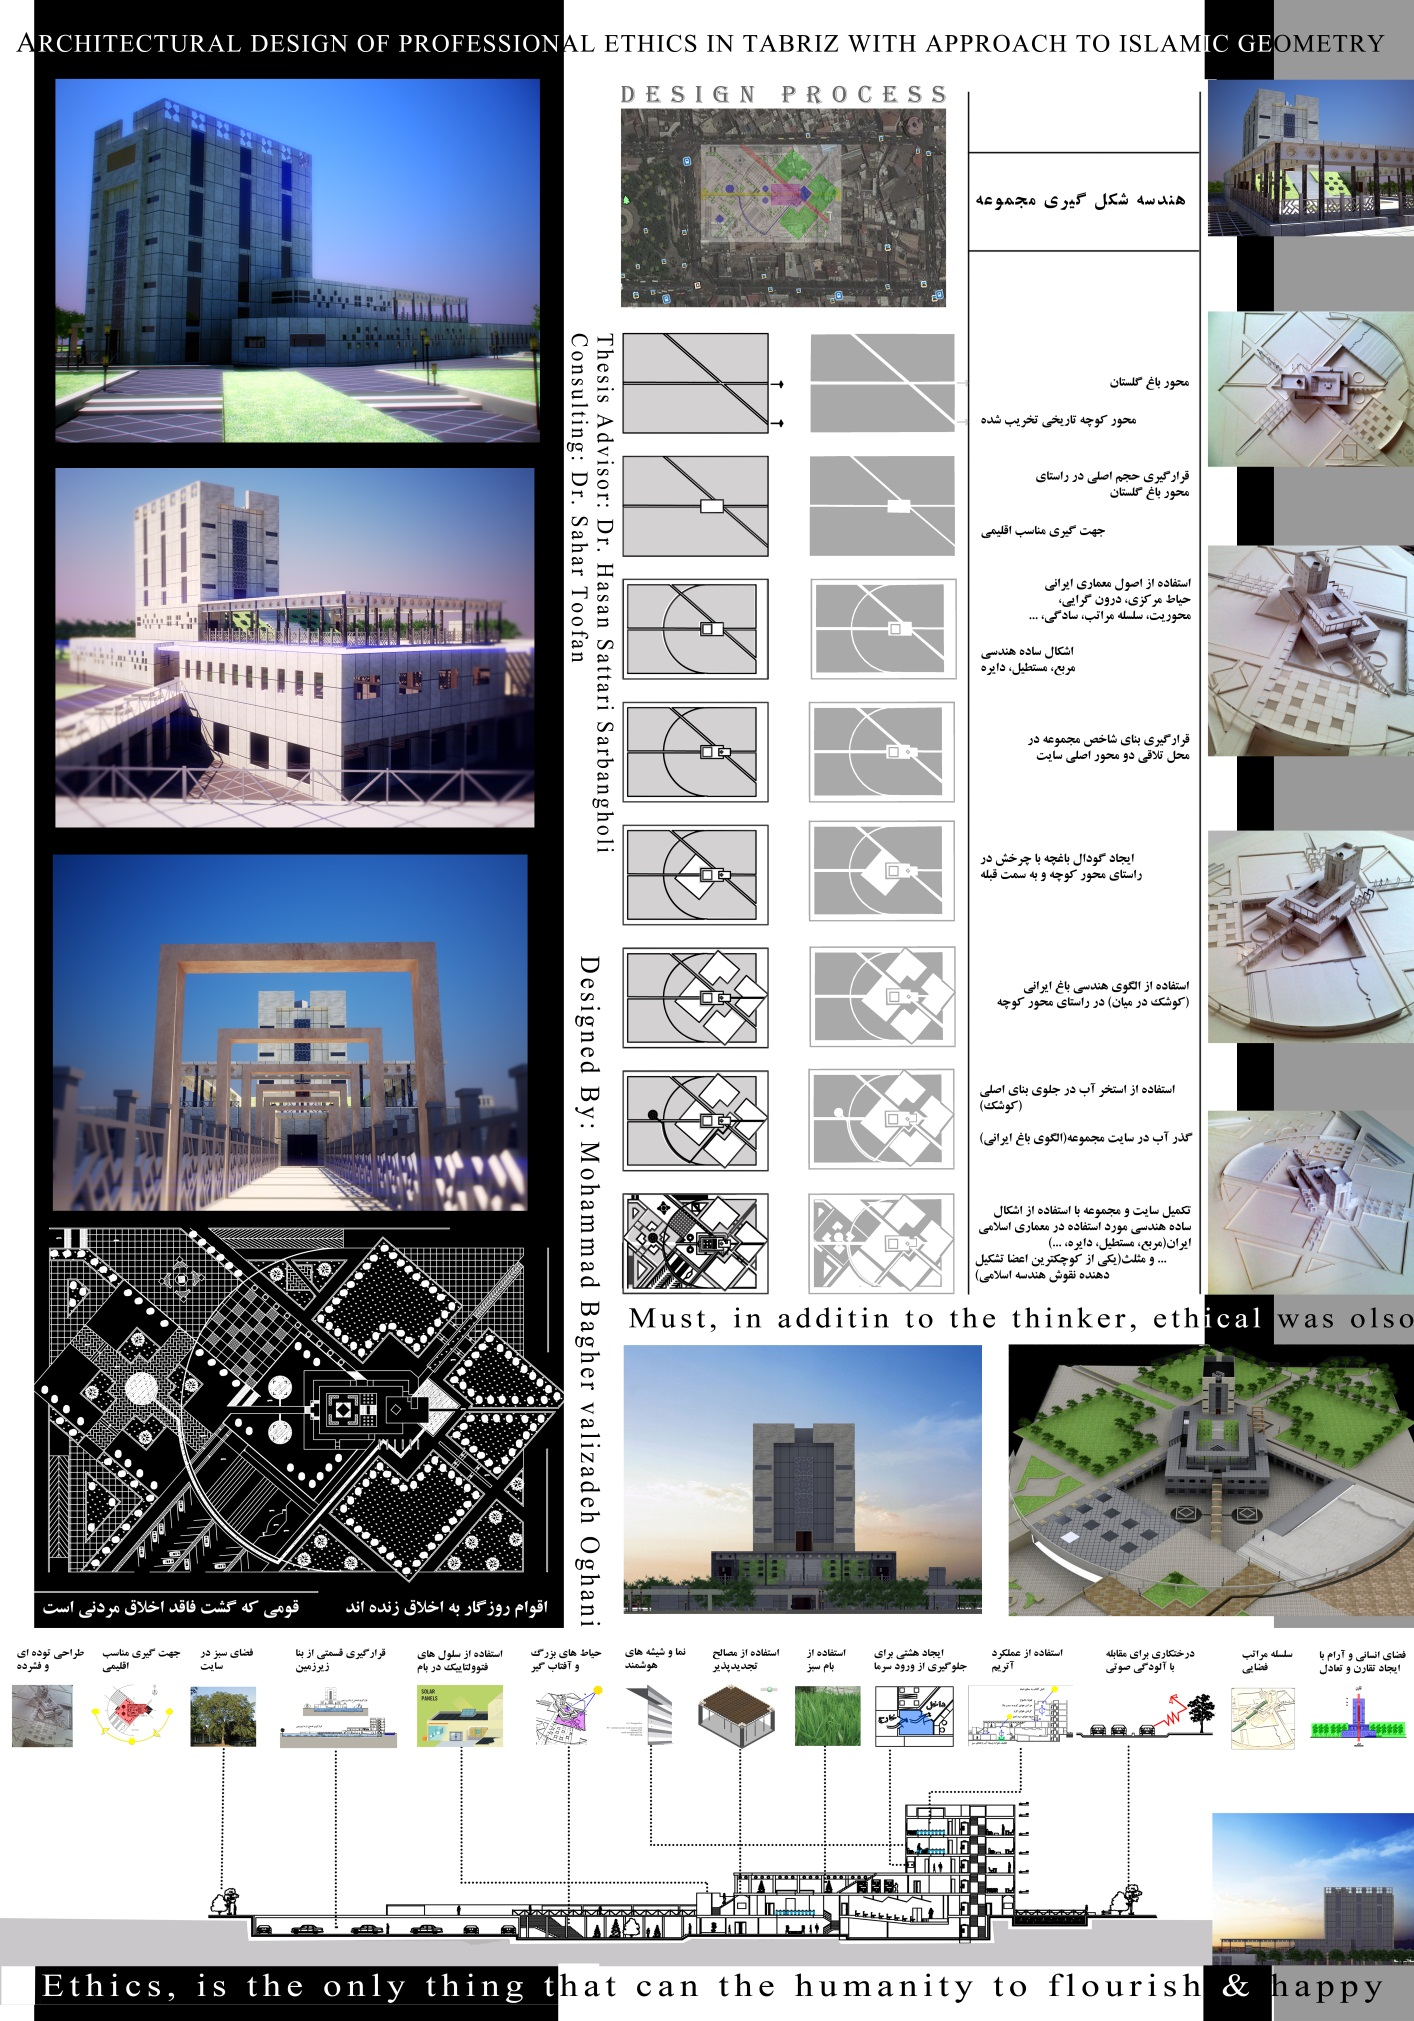 ARCHITECTURAL DESIGN OF PROFESSIONAL ETHICS IN TABRIZ WITH APPROACH TO ISLAMIC GEOMETRY
DESIGN PROCESS
هندسه شکل گیری مجموعه
Thesis Advisor: Dr. Hasan Sattari Sarbangholi
Consulting: Dr. Sahar Toofan
Designed By: Mohammad Bagher valizadeh Oghani
محور باغ گلستان
محور کوچه تاریخی تخریب شده
قرارگیری حجم اصلی در راستای
محور باغ گلستان
جهت گیری مناسب اقلیمی
استفاده از اصول معماری ایرانی
حیاط مرکزی، درون گرایی،
محوریت، سلسله مراتب، سادگی، ...
اشکال ساده هندسی
مربع، مستطیل، دایره
قرارگیری بنای شاخص مجموعه در
محل تلاقی دو محور اصلی سایت
ایجاد گودال باغچه با چرخش در
راستای محور کوچه و به سمت قبله
استفاده از الگوی هندسی باغ ایرانی
(کوشک در میان) در راستای محور کوچه
استفاده از استخر آب در جلوی بنای اصلی
(کوشک)
گذر آب در سایت مجموعه(الگوی باغ ایرانی)
تکمیل سایت و مجموعه با استفاده از اشکال
ساده هندسی مورد استفاده در معماری اسلامی
ایران(مربع، مستطیل، دایره، ...)
... و مثلث(یکی از کوچکترین اعضا تشکیل
دهنده نقوش هندسه اسلامی)
Must, in additin to the thinker, ethical was olso
اقوام روزگار به اخلاق زنده اند
قومی که گشت فاقد اخلاق مردنی است
فضای انسانی و آرام با
ایجاد تقارن و تعادل
سلسله مراتب
فضایی
درختکاری برای مقابله
با آلودگی صوتی
استفاده از عملکرد
آتریم
ایجاد هشتی برای
جلوگیری از ورود سرما
استفاده از
بام سبز
استفاده از مصالح
تجدیدپذیر
نما و شیشه های
هوشمند
حیاط های بزرگ
و آفتاب گیر
استفاده از سلول های
فتوولتاییک در بام
قرارگیری قسمتی از بنا
زیرزمین
فضای سبز در
سایت
جهت گیری مناسب
اقلیمی
طراحی توده ای
و فشرده
SOLAR
PANELS
داخل
خارج
Ethics, is the only thing that can the humanity to flourish & happy